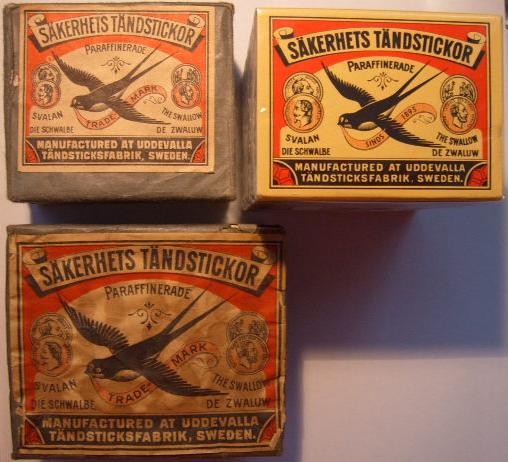 SÄKERHETS TÄNDSTICKOR
PARAFFINERADE
TRADE MARK
SVALAN THE SWALLOW
DIE SCHWALBE DE ZWALUW
MANUFACTURED AT UDDEVALLA
TÄNDSTICKSFABRIK, SWEDEN.
SÄKERHETS TÄNDSTICKOR
PARAFFINERADE
SINDS 1895
SVALAN THE SWALLOW
DIE SCHWALBE DE ZWALUW
MANUFACTURED AT UDDEVALLA
TÄNDSTICKSFABRIK, SWEDEN.
SÄKERHETS TÄNDSTICKOR
PARAFFINERADE
TRADE-MARK
SVALAN THE SWALLOW
DIE SCHWALBE DE ZWALUW
MANUFACTURED AT UDDEVALLA
TÄNDSTICKSFABRIK, SWEDEN.